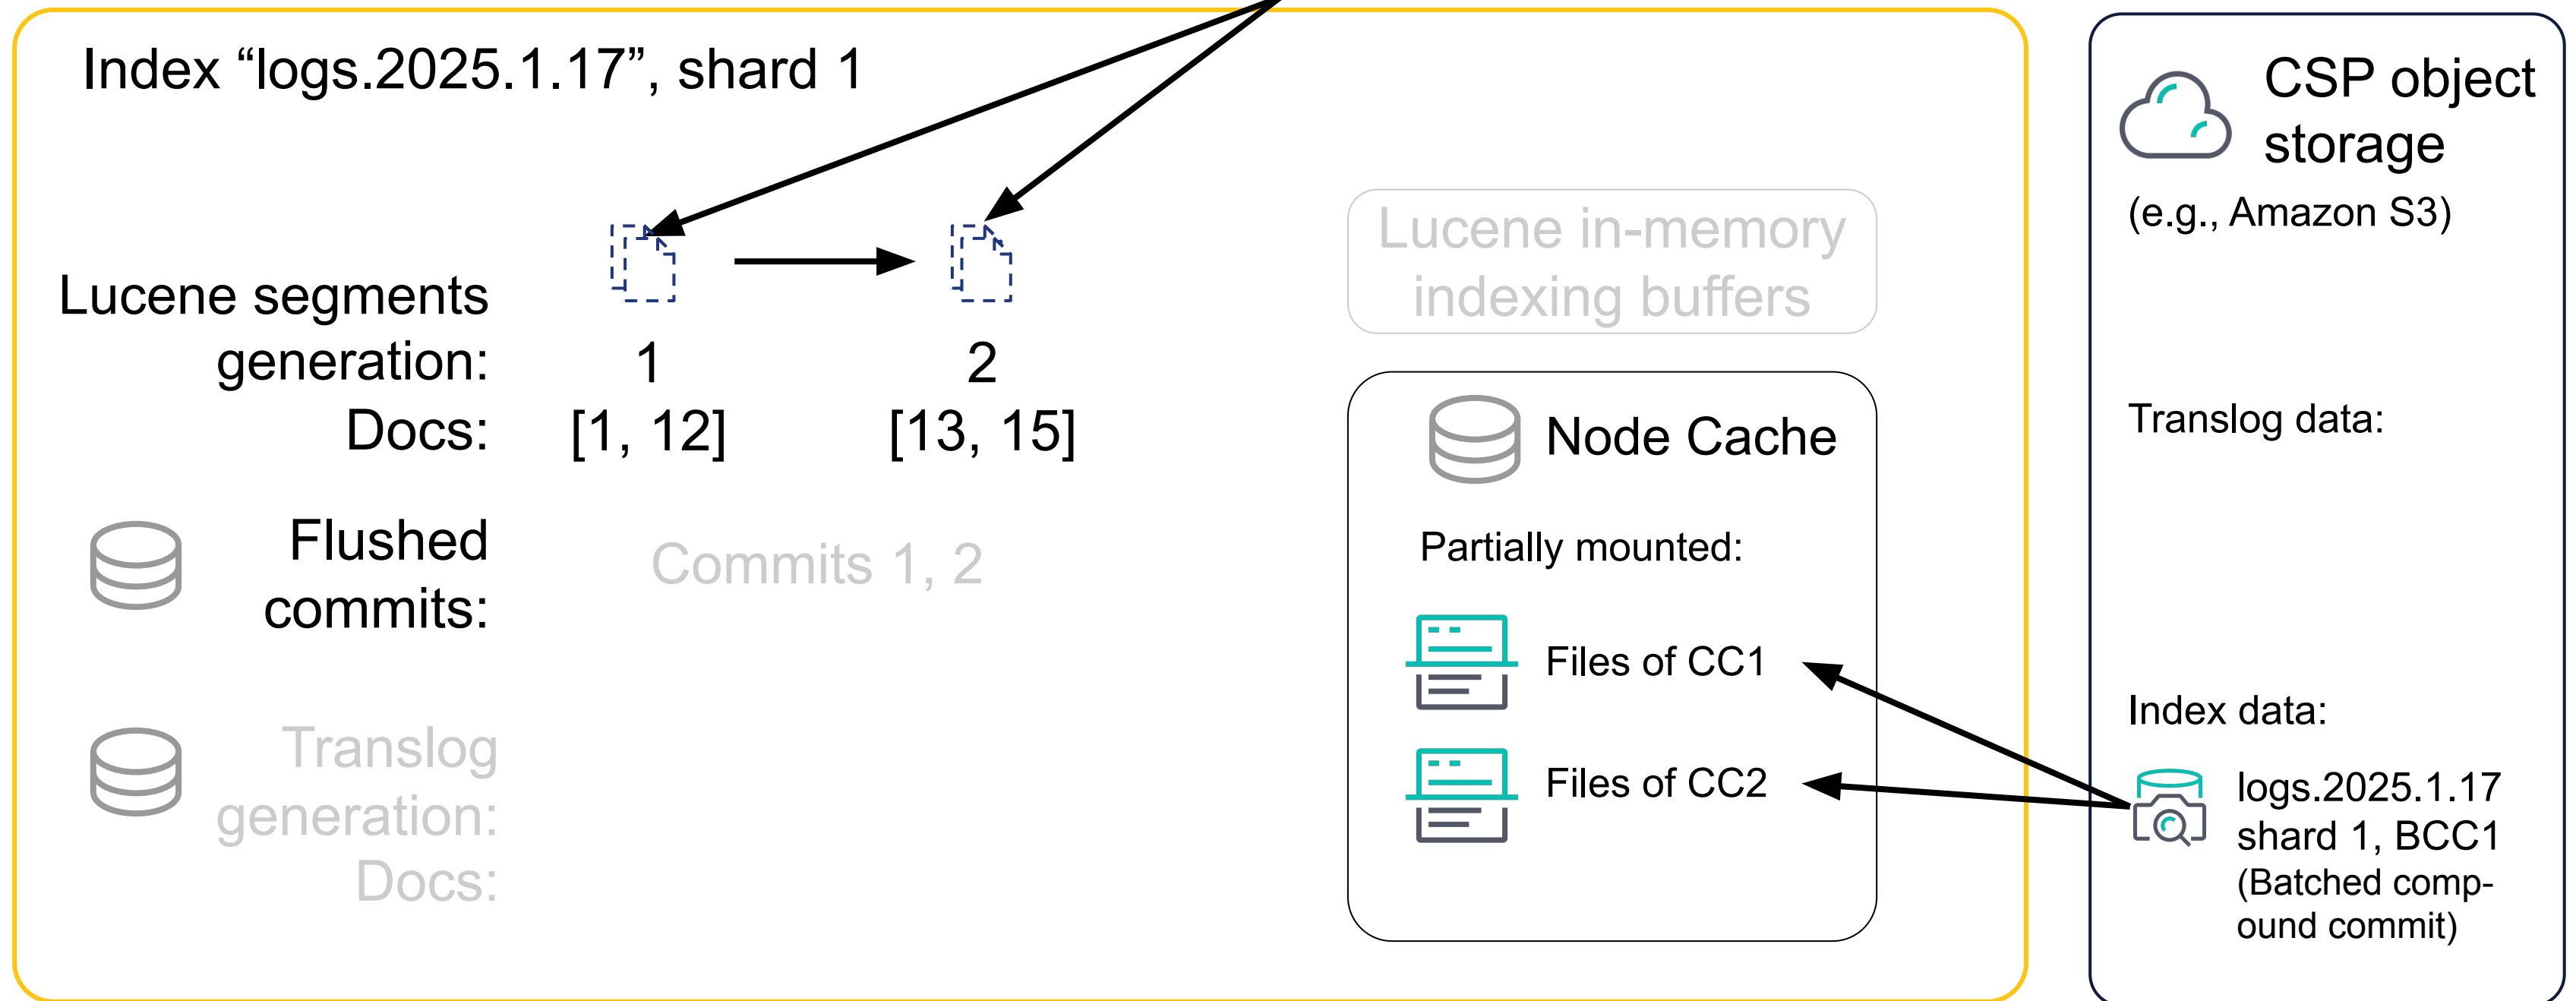 Index “logs.2025.1.17”, shard 1
Lucene segments
generation:
1
2
Docs:
[1, 12]
[13, 15]
Flushed
commits:
Commits 1, 2
Translog
generation:
Docs:
Lucene in-memory
indexing buffers
Node Cache
Partially mounted:
Files of CC1
Files of CC2
CSP object
storage
(e.g., Amazon S3)
Translog data:
Index data:
logs.2025.1.17
shard 1, BCC1
(Batched comp-
ound commit)